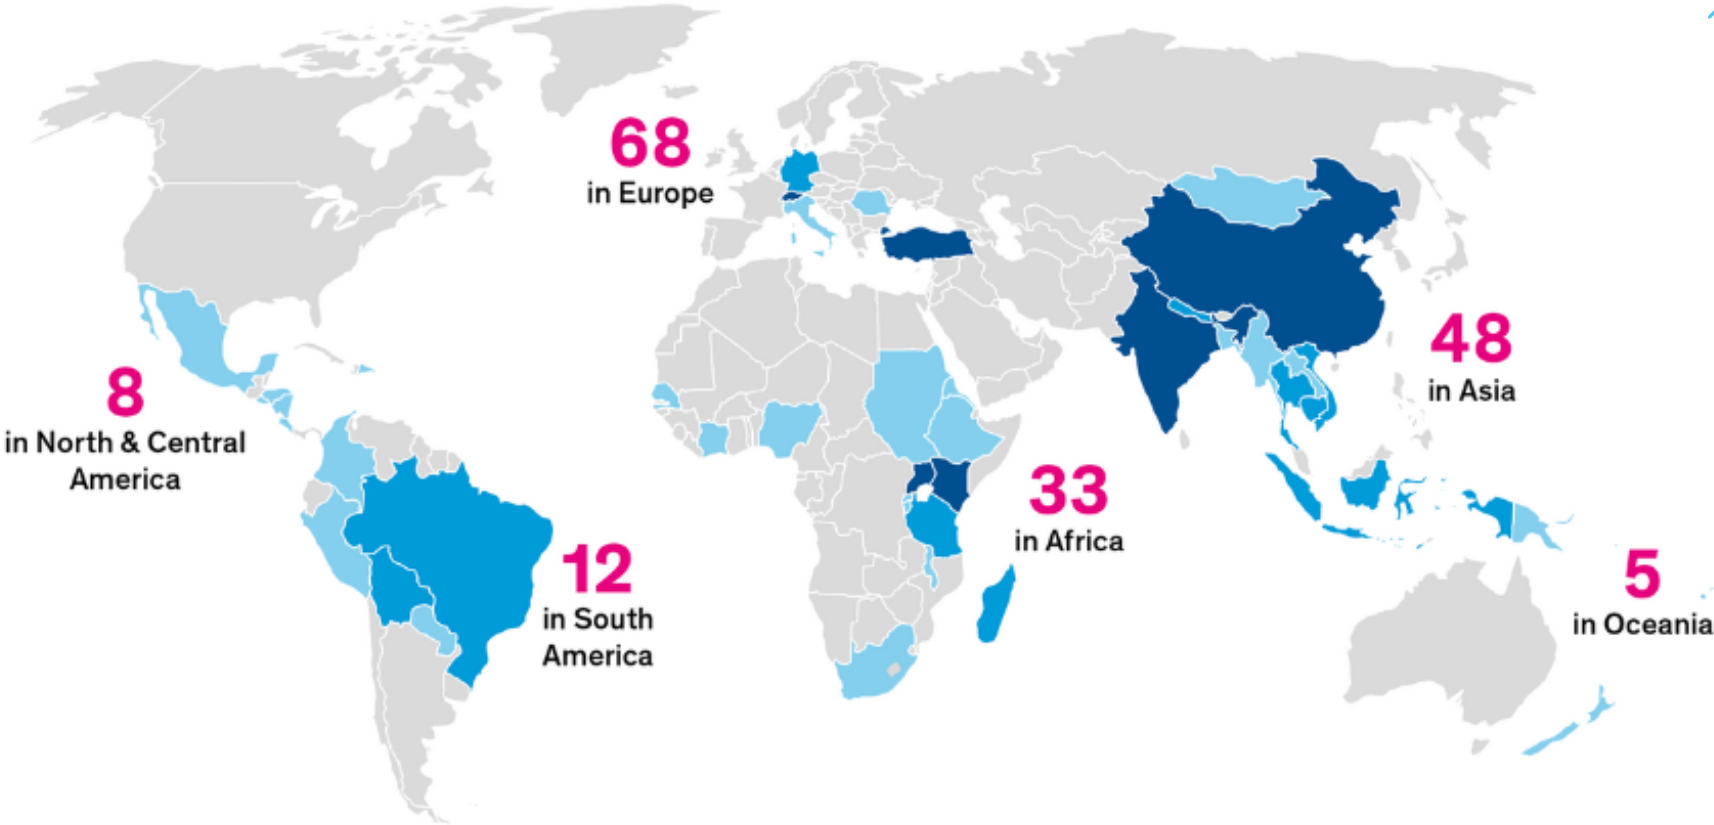 68
in Europe
48
in Asia
8
in North & Central
America
33
in Africa
12
in South
America
5
in Oceania